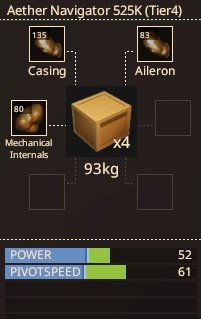 Aether Navigator 525K (Tier4)
135
83
Casing
Aileron
80
x4
Mechanical
Internals
93kg
POWER 52
PIVOTSPEED 61